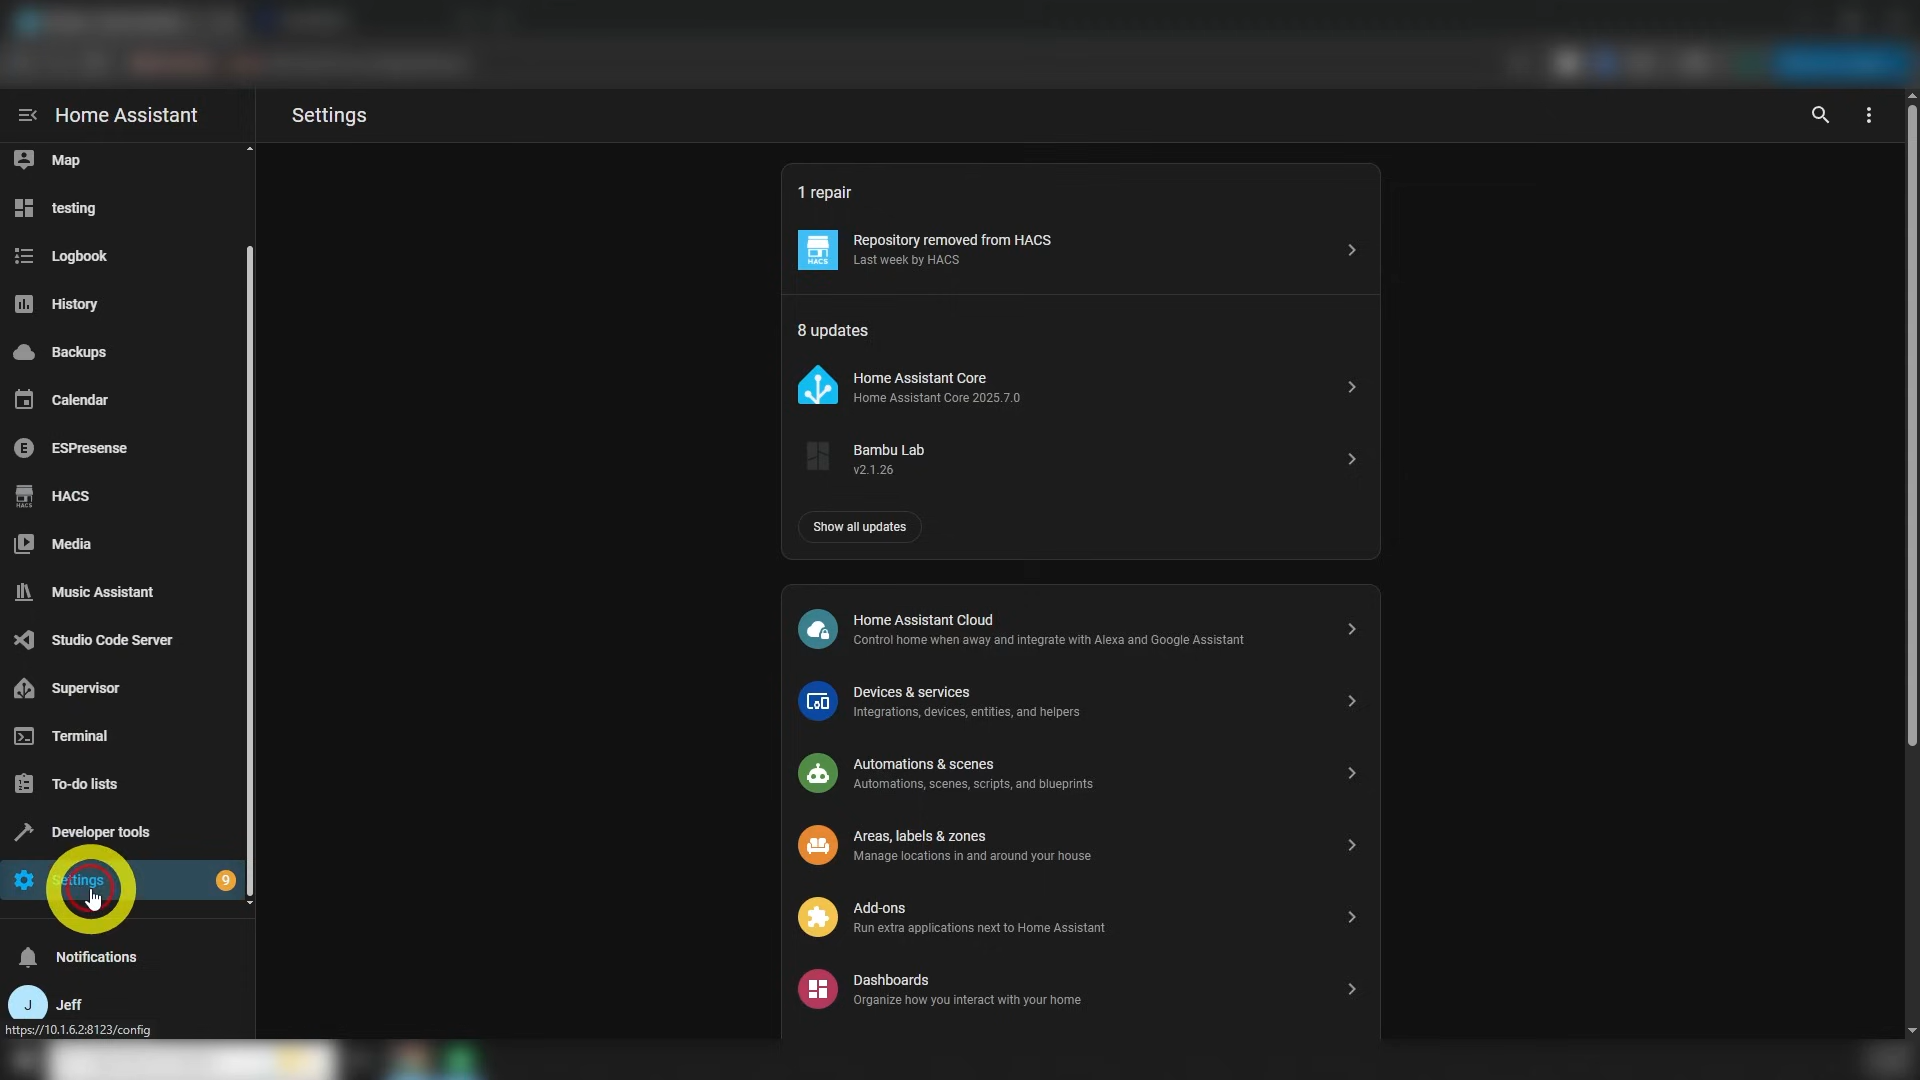 Home Assistant
Map
testing
Logbook
History
Backups
Calendar
ESPresense
HACS
Media
Music Assistant
Studio Code Server
Supervisor
Terminal
To-do lists
Developer tools
Settings
9
Notifications
J
Jeff
https://10.1.6.2:8123/config
Settings
1 repair
HACS
Repository removed from HACS
Last week by HACS
8 updates
Home Assistant Core
Home Assistant Core 2025.7.0
Bambu Lab
v2.1.26
Show all updates
Home Assistant Cloud
Control home when away and integrate with Alexa and Google Assistant
Devices & services
Integrations, devices, entities, and helpers
Automations & scenes
Automations, scenes, scripts, and blueprints
Areas, labels & zones
Manage locations in and around your house
Add-ons
Run extra applications next to Home Assistant
Dashboards
Organize how you interact with your home